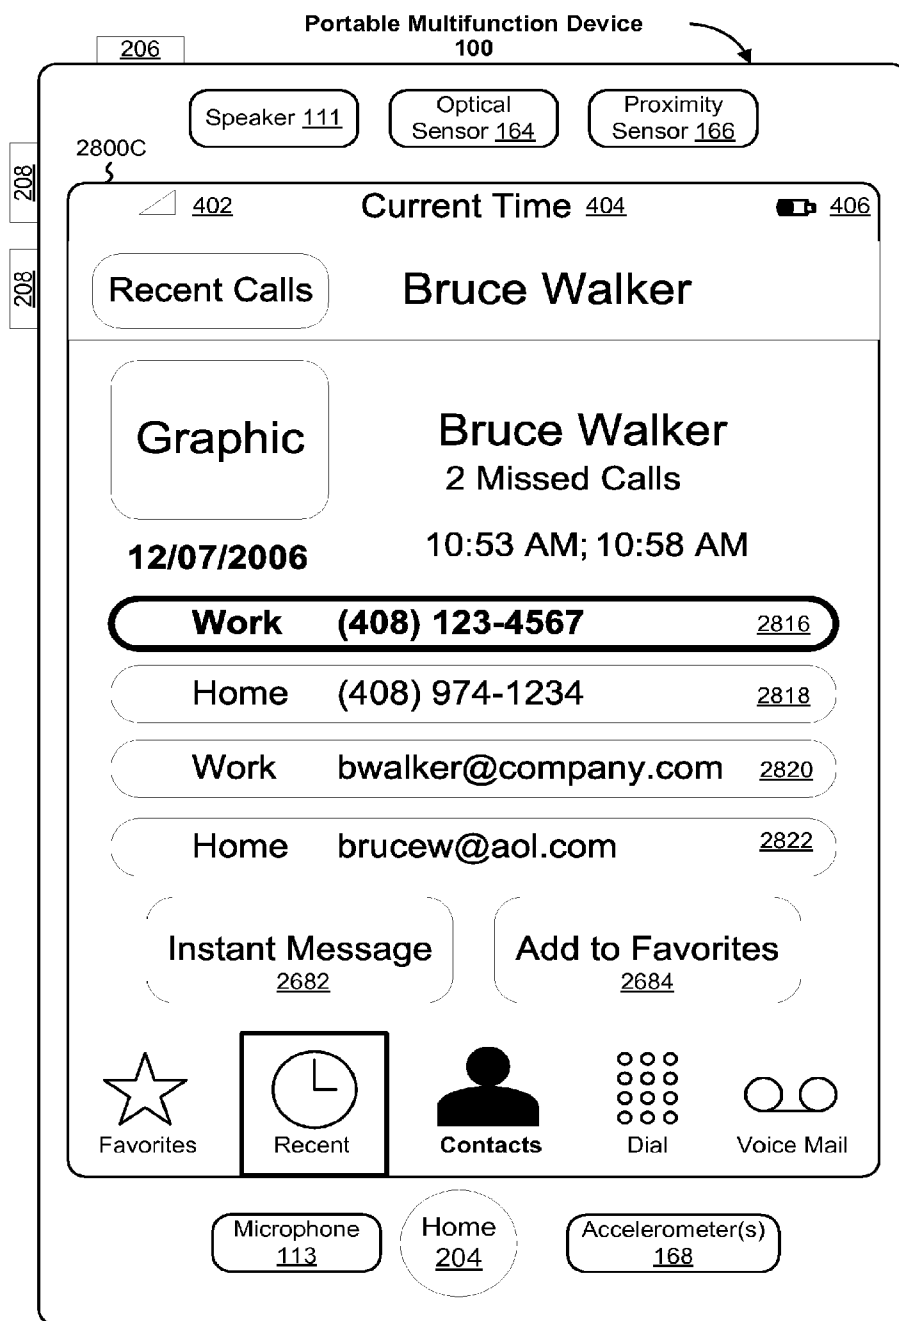 Portable Multifunction Device
100
206
Speaker 111
Optical
Sensor 164
Proximity
Sensor 166
2800C
208
208
402
Current Time 404
406
Recent Calls
Bruce Walker
Graphic
Bruce Walker
2 Missed Calls
12/07/2006
10:53 AM; 10:58 AM
Work (408) 123-4567 2816
Home (408) 974-1234 2818
Work bwalker@company.com 2820
Home brucew@aol.com 2822
Instant Message
2682
Add to Favorites
2684
Favorites
Recent
Contacts
Dial
Voice Mail
Microphone
113
Home
204
Accelerometer(s)
168